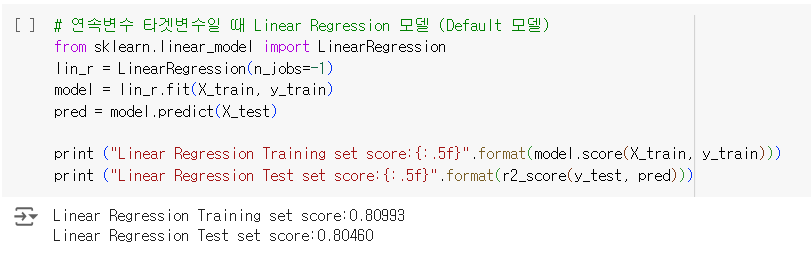 [ ] # 연속변수 타겟변수일 때 Linear Regression 모델 (Default 모델)
from sklearn.linear_model import LinearRegression
lin_r = LinearRegression(n_jobs=-1)
model = lin_r.fit(X_train, y_train)
pred = model.predict(X_test)
print ("Linear Regression Training set score:{:.5f}".format(model.score(X_train, y_train)))
print ("Linear Regression Test set score:{:.5f}".format(r2_score(y_test, pred)))
Linear Regression Training set score:0.80993
Linear Regression Test set score:0.80460